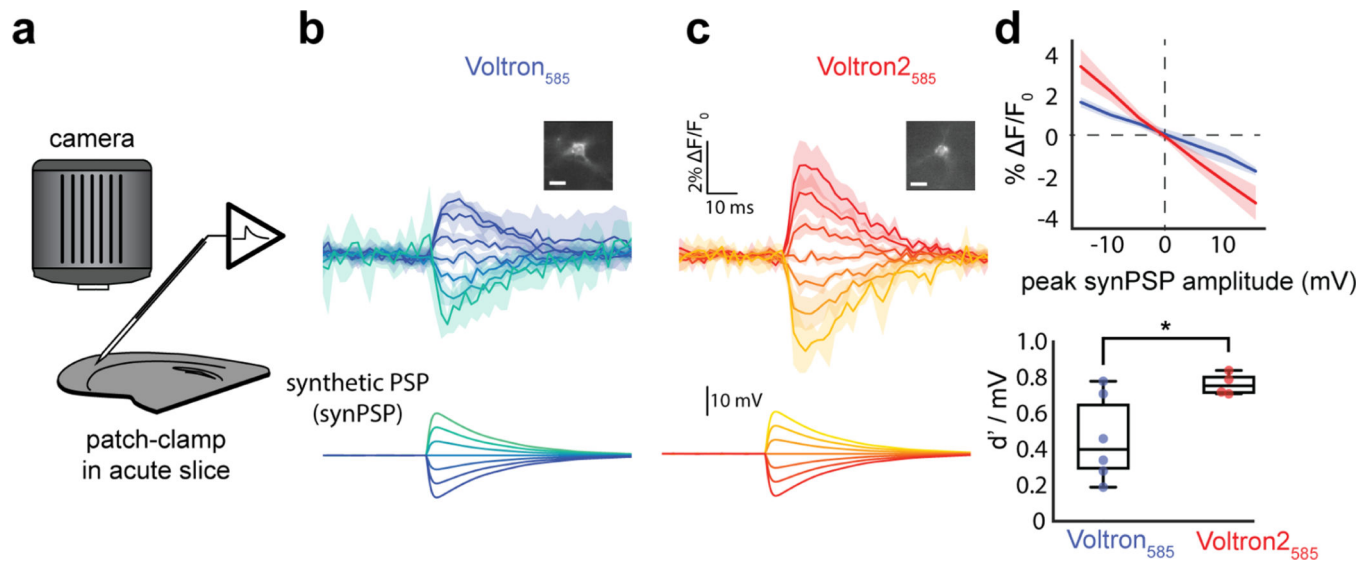 a
camera
patch-clamp
in acute slice
b
Voltron585
synthetic PSP
(synPSP)
c
Voltron2585
2% ΔF/F0
10 ms
10 mV
d
% ΔF/F0
4
2
0
-2
-4
-10
0
10
peak synPSP amplitude (mV)
*
d' / mV
1.0
0.8
0.6
0.4
0.2
0
Voltron585
Voltron2585